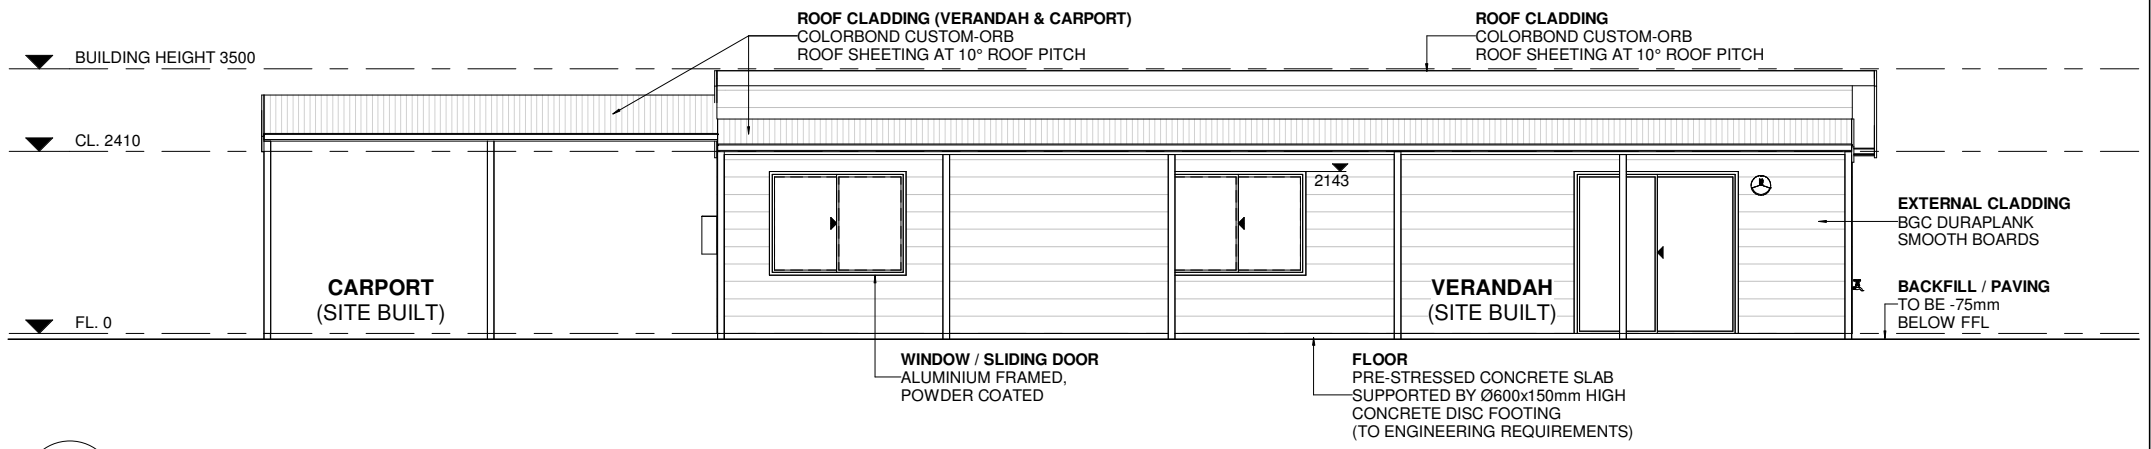 ROOF CLADDING (VERANDAH & CARPORT)
COLORBOND CUSTOM-ORB
ROOF SHEETING AT 10° ROOF PITCH
ROOF CLADDING
COLORBOND CUSTOM-ORB
ROOF SHEETING AT 10° ROOF PITCH
BUILDING HEIGHT 3500
CL. 2410
2143
EXTERNAL CLADDING
BGC DURAPLANK
SMOOTH BOARDS
CARPORT
(SITE BUILT)
VERANDAH
(SITE BUILT)
BACKFILL / PAVING
TO BE -75mm
BELOW FFL
FL. 0
WINDOW / SLIDING DOOR
ALUMINIUM FRAMED,
POWDER COATED
FLOOR
PRE-STRESSED CONCRETE SLAB
SUPPORTED BY Ø600x150mm HIGH
CONCRETE DISC FOOTING
(TO ENGINEERING REQUIREMENTS)